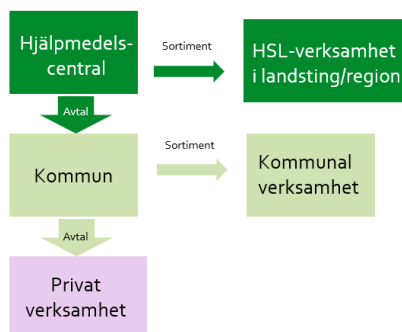 Hjälpmedels-
central
Sortiment
HSL-verksamhet
i landsting/region
Avtal
Kommun
Sortiment
Kommunal
verksamhet
Avtal
Privat
verksamhet